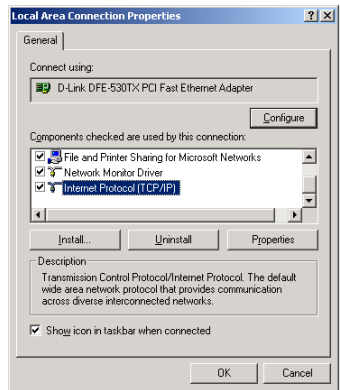 Local Area Connection Properties
General
Connect using:
D-Link DFE-530TX PCI Fast Ethernet Adapter
Configure
Components checked are used by this connection:
File and Printer Sharing for Microsoft Networks
Network Monitor Driver
Internet Protocol (TCP/IP)
Install... Uninstall Properties
Description
Transmission Control Protocol/Internet Protocol. The default
wide area network protocol that provides communication
across diverse interconnected networks.
Show icon in taskbar when connected
OK Cancel